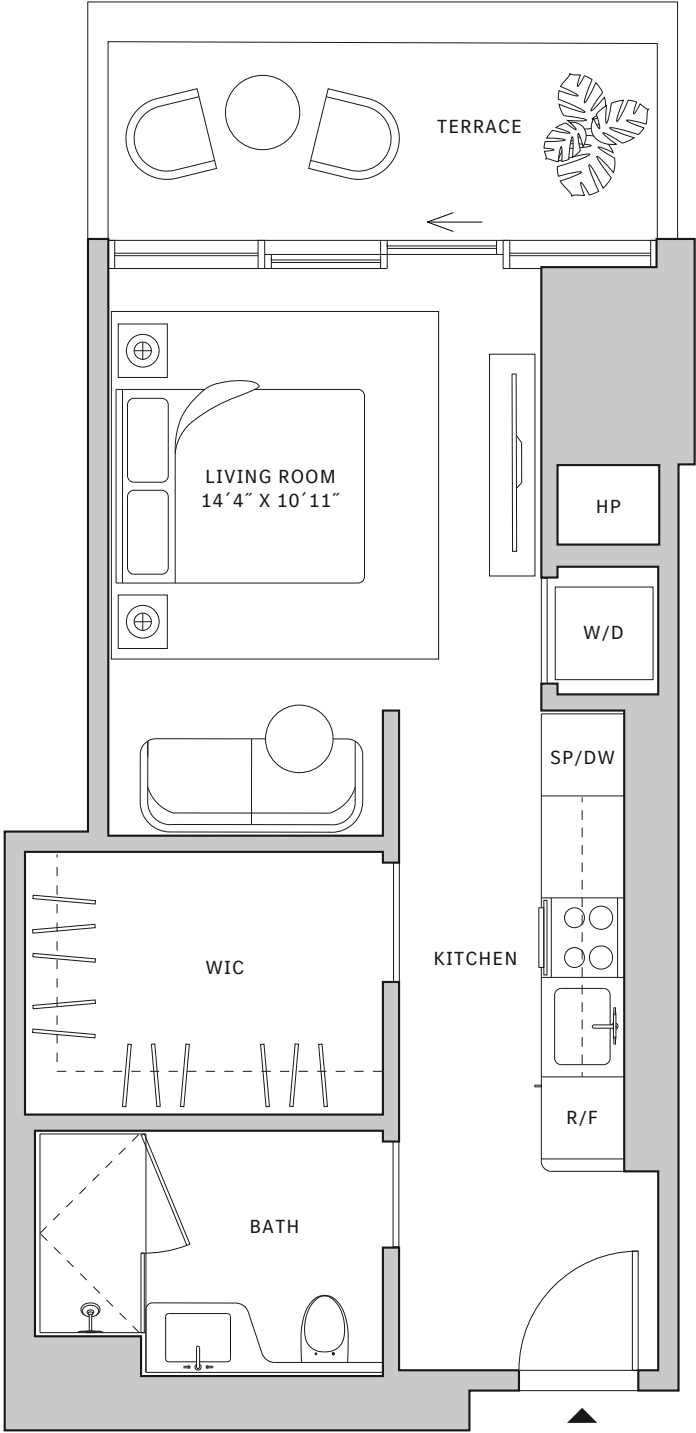 TERRACE
LIVING ROOM
14´4˝ X 10´11˝
HP
W/D
SP/DW
KITCHEN
WIC
R/F
BATH